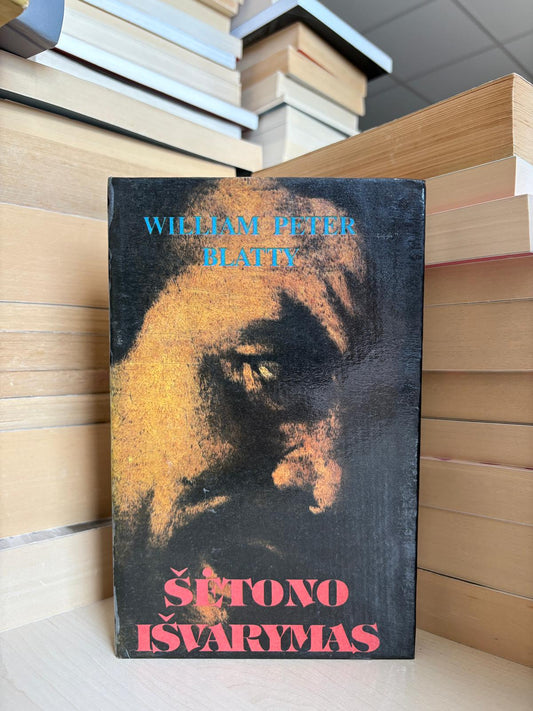 WILLIAM PETER
BLATTY
ŠĖTONO
IŠVARYMAS